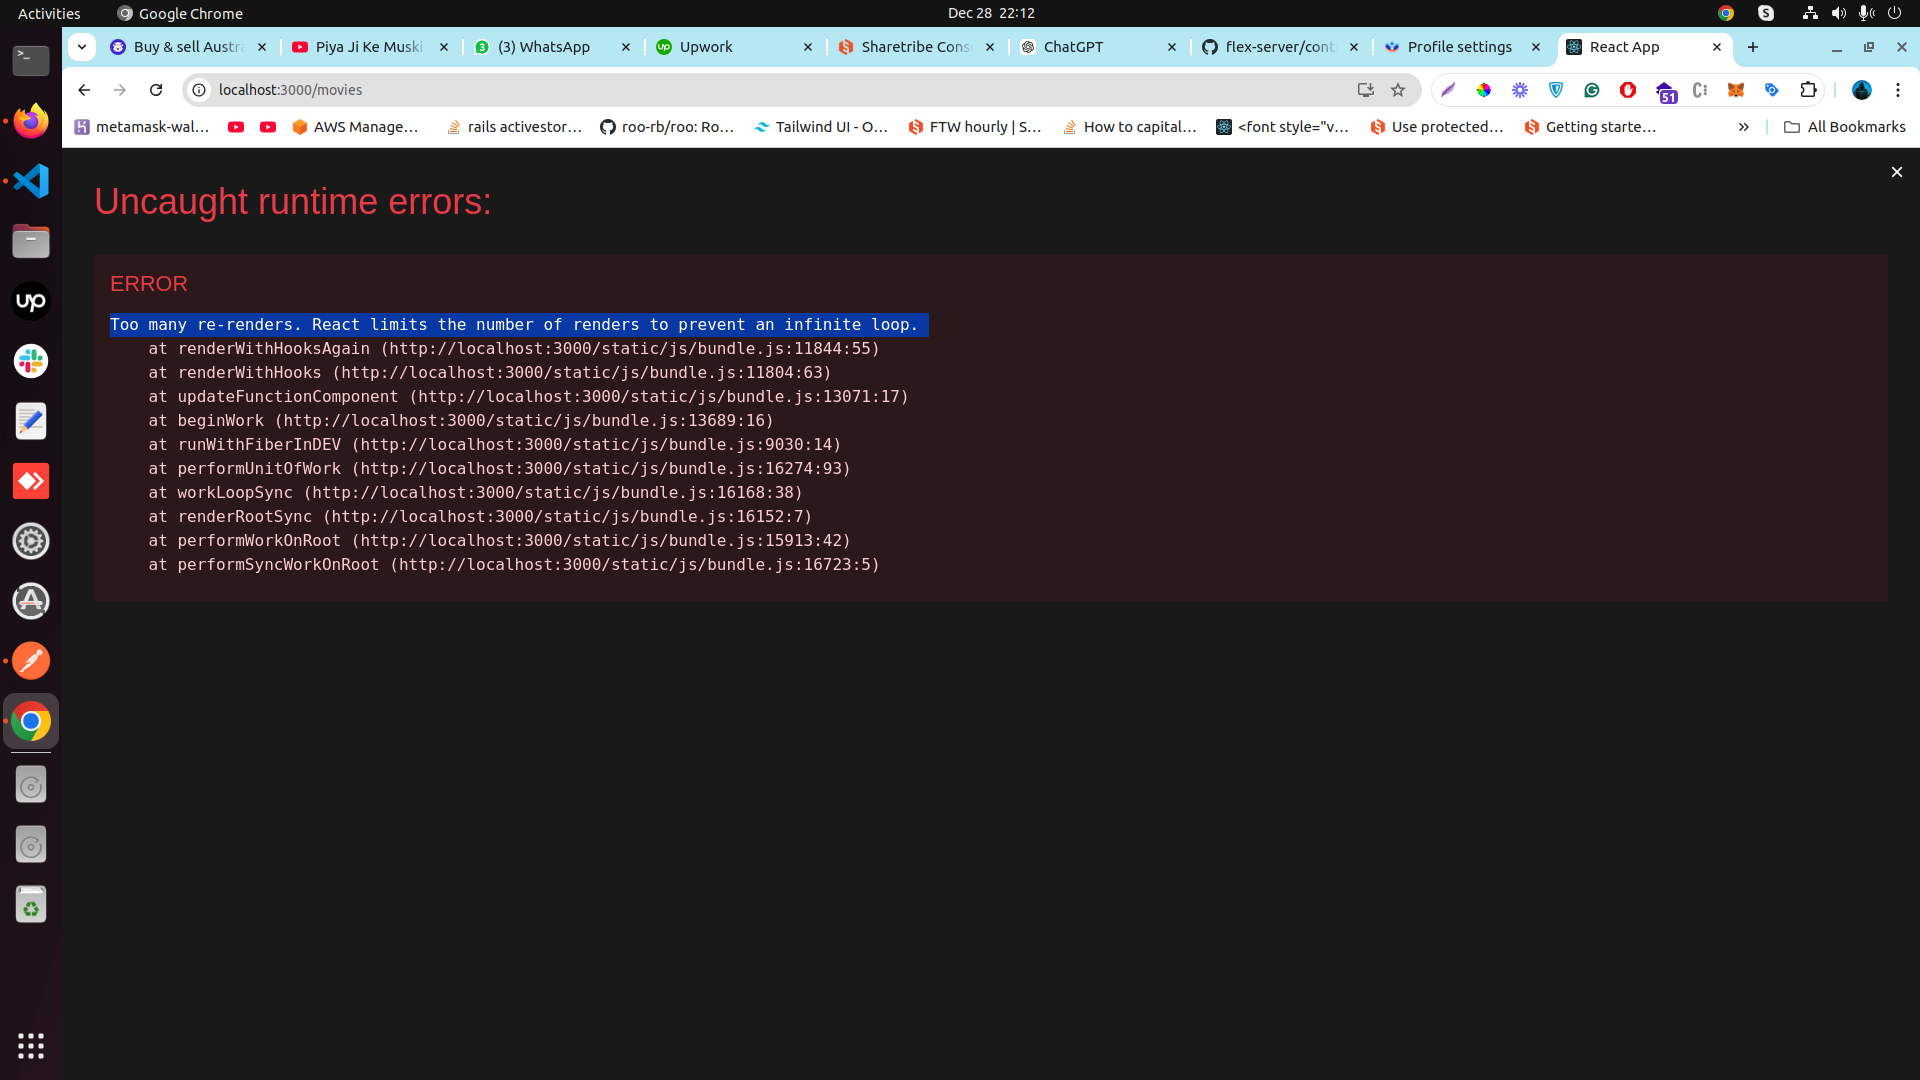 Activities
Google Chrome
Dec 28 22:12
Buy & sell Austra
Piya Ji Ke Muski
(3) WhatsApp
Upwork
Sharetribe Cons
ChatGPT
flex-server/cont
Profile settings
React App
localhost:3000/movies
51
metamask-wal…
AWS Manage…
rails activestor…
roo-rb/roo: Ro…
Tailwind UI - O…
FTW hourly | S…
How to capital…
<font style="v…
Use protected…
Getting starte…
All Bookmarks
Uncaught runtime errors:
ERROR
Too many re-renders. React limits the number of renders to prevent an infinite loop.
at renderWithHooksAgain (http://localhost:3000/static/js/bundle.js:11844:55)
at renderWithHooks (http://localhost:3000/static/js/bundle.js:11804:63)
at updateFunctionComponent (http://localhost:3000/static/js/bundle.js:13071:17)
at beginWork (http://localhost:3000/static/js/bundle.js:13689:16)
at runWithFiberInDEV (http://localhost:3000/static/js/bundle.js:9030:14)
at performUnitOfWork (http://localhost:3000/static/js/bundle.js:16274:93)
at workLoopSync (http://localhost:3000/static/js/bundle.js:16168:38)
at renderRootSync (http://localhost:3000/static/js/bundle.js:16152:7)
at performWorkOnRoot (http://localhost:3000/static/js/bundle.js:15913:42)
at performSyncWorkOnRoot (http://localhost:3000/static/js/bundle.js:16723:5)